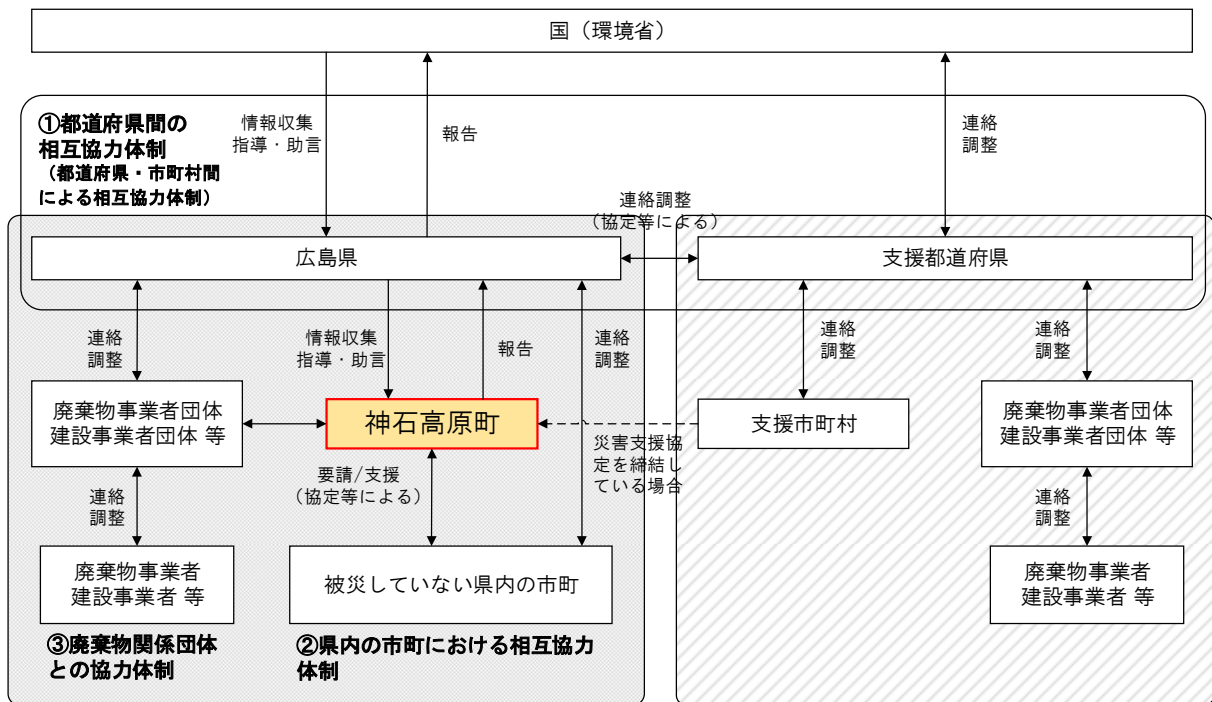 国（環境省）
①都道府県間の
相互協力体制
（都道府県・市町村間
による相互協力体制）
情報収集
指導・助言
報告
連絡
調整
連絡調整
（協定等による）
広島県
支援都道府県
連絡
調整
情報収集
指導・助言
報告
連絡
調整
連絡
調整
連絡
調整
廃棄物事業者団体
建設事業者団体 等
神石高原町
支援市町村
廃棄物事業者団体
建設事業者団体 等
災害支援協
定を締結し
ている場合
要請/支援
（協定等による）
連絡
調整
連絡
調整
廃棄物事業者
建設事業者 等
被災していない県内の市町
廃棄物事業者
建設事業者 等
③廃棄物関係団体
との協力体制
②県内の市町における相互協力
体制